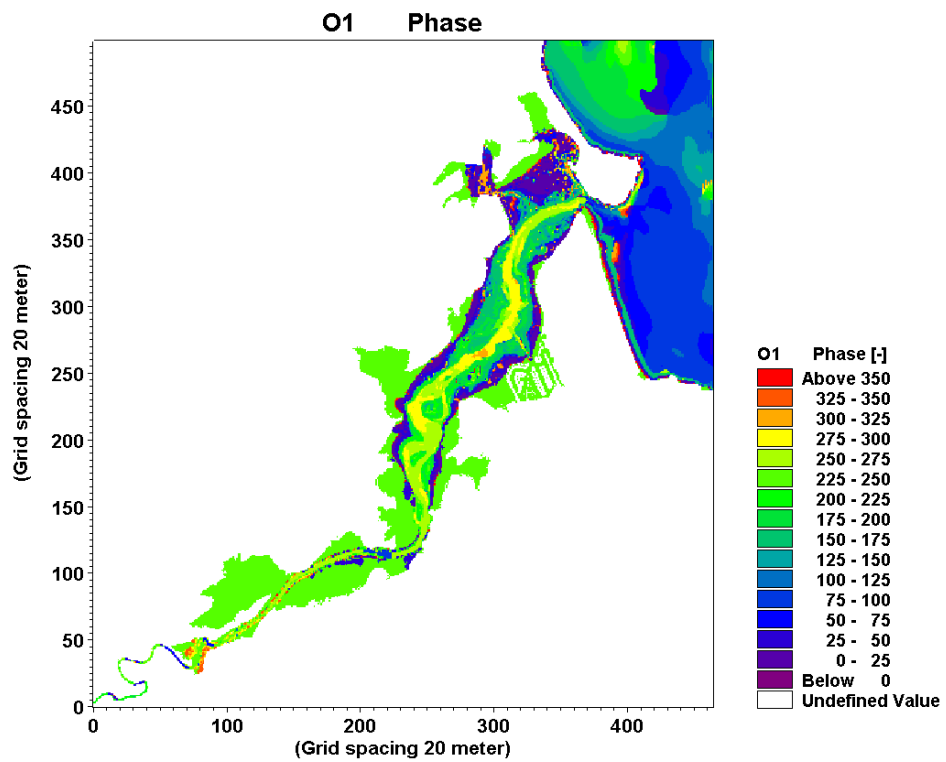 O1 Phase
450
400
350
300
250
200
150
100
50
0
(Grid spacing 20 meter)
0 100 200 300 400
(Grid spacing 20 meter)
O1 Phase [-]
Above 350
325 - 350
300 - 325
275 - 300
250 - 275
225 - 250
200 - 225
175 - 200
150 - 175
125 - 150
100 - 125
75 - 100
50 - 75
25 - 50
0 - 25
Below 0
Undefined Value